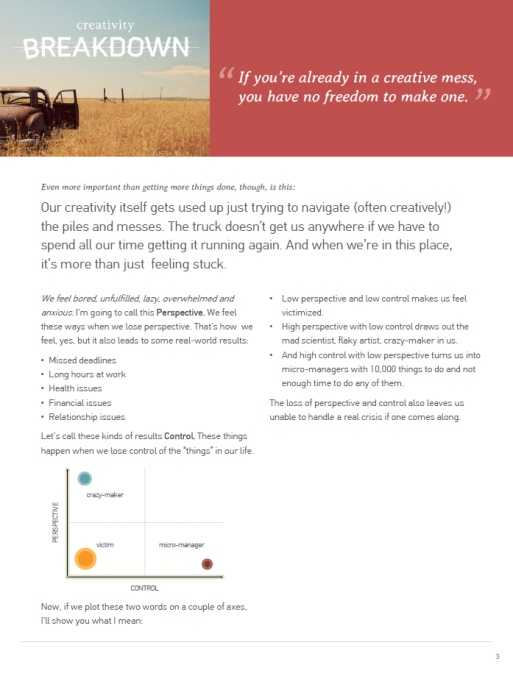 creativity
BREAKDOWN
“ If you’re already in a creative mess,
you have no freedom to make one. ”
Even more important than getting more things done, though, is this:
Our creativity itself gets used up just trying to navigate (often creatively!)
the piles and messes. The truck doesn’t get us anywhere if we have to
spend all our time getting it running again. And when we’re in this place,
it’s more than just feeling stuck.
We feel bored, unfulfilled, lazy, overwhelmed and
anxious. I’m going to call this Perspective. We feel
these ways when we lose perspective. That’s how we
feel, yes, but it also leads to some real-world results:
• Missed deadlines
• Long hours at work
• Health issues
• Financial issues
• Relationship issues
Let’s call these kinds of results Control. These things
happen when we lose control of the “things” in our life.
PERSPECTIVE
crazy-maker
victim
micro-manager
CONTROL
Now, if we plot these two words on a couple of axes,
I’ll show you what I mean:
• Low perspective and low control makes us feel
victimized.
• High perspective with low control draws out the
mad scientist, flaky artist, crazy-maker in us.
• And high control with low perspective turns us into
micro-managers with 10,000 things to do and not
enough time to do any of them.
The loss of perspective and control also leaves us
unable to handle a real crisis if one comes along.
3